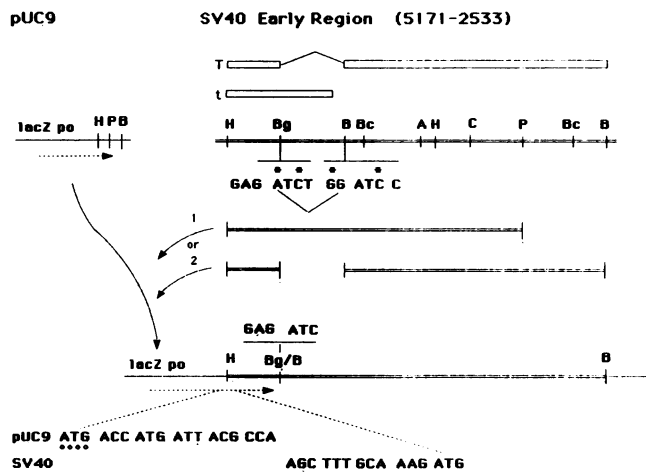 pUC9 SV40 Early Region (5171-2533)
T
t
H P B
lacZ po
H Bg B Bc A H C P Bc B
* * * *
GAG ATCT GG ATC C
1
or
2
GAG ATC
lacZ po H Bg/B B
pUC9 ATG ACC ATG ATT ACG CCA
****
SV40 AGC TTT GCA AAG ATG